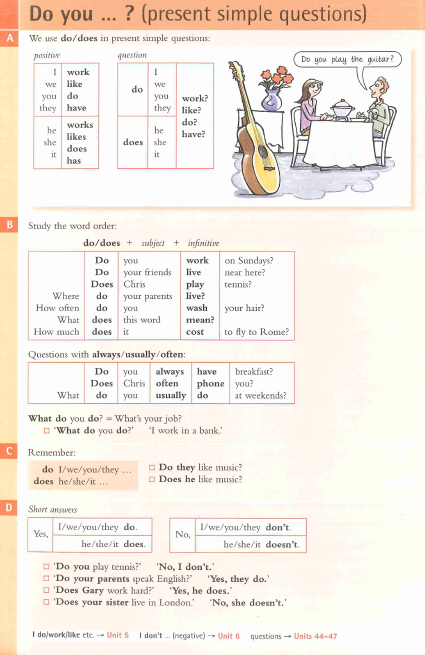 Do you ... ? (present simple questions)
A
We use do/does in present simple questions:
positive
I work
we like
you do
they have
he works
she likes
it does
has
question
do
I
we
you
they
does
he
she
it
work?
like?
do?
have?
Do you play the guitar?
B
Study the word order:
do/does + subject + infinitive
Do you work on Sundays?
Do your friends live near here?
Does Chris play tennis?
Where do your parents live?
How often do you wash your hair?
What does this word mean?
How much does it cost to fly to Rome?
Questions with always/usually/often:
Do you always have breakfast?
Does Chris often phone you?
What do you usually do at weekends?
What do you do? = What's your job?
'What do you do?' 'I work in a bank.'
C
Remember:
do I/we/you/they ...
does he/she/it ...
Do they like music?
Does he like music?
D
Short answers
Yes,
I/we/you/they do.
he/she/it does.
No,
I/we/you/they don't.
he/she/it doesn't.
'Do you play tennis?' 'No, I don't.'
'Do your parents speak English?' 'Yes, they do.'
'Does Gary work hard?' 'Yes, he does.'
'Does your sister live in London.' 'No, she doesn't.'
I do/work/like etc. → Unit 5 I don't ... (negative) → Unit 6 questions → Units 44–47